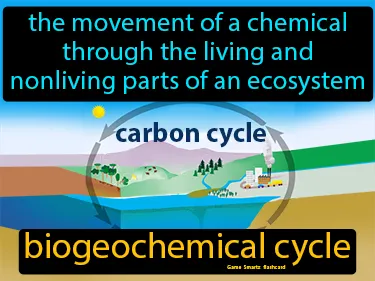 the movement of a chemical
through the living and
nonliving parts of an ecosystem
carbon cycle
biogeochemical cycle
Game Smartz flashcard